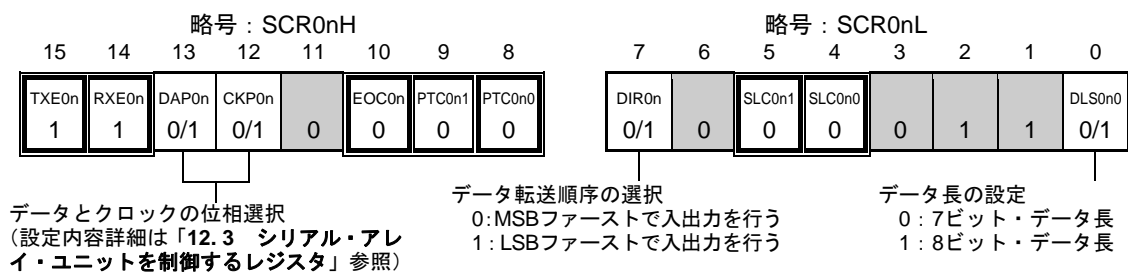 略号：SCR0nH
略号：SCR0nL
15 14 13 12 11 10 9 8
7 6 5 4 3 2 1 0
TXE0n RXE0n DAP0n CKP0n EOC0n PTC0n1 PTC0n0
DIR0n SLC0n1 SLC0n0 DLS0n0
1 1 0/1 0/1 0 0 0 0
0/1 0 0 0 0 1 1 0/1
データとクロックの位相選択
（設定内容詳細は「12.3 シリアル・アレ
イ・ユニットを制御するレジスタ」参照）
データ転送順序の選択
0：MSBファーストで入出力を行う
1：LSBファーストで入出力を行う
データ長の設定
0：7ビット・データ長
1：8ビット・データ長